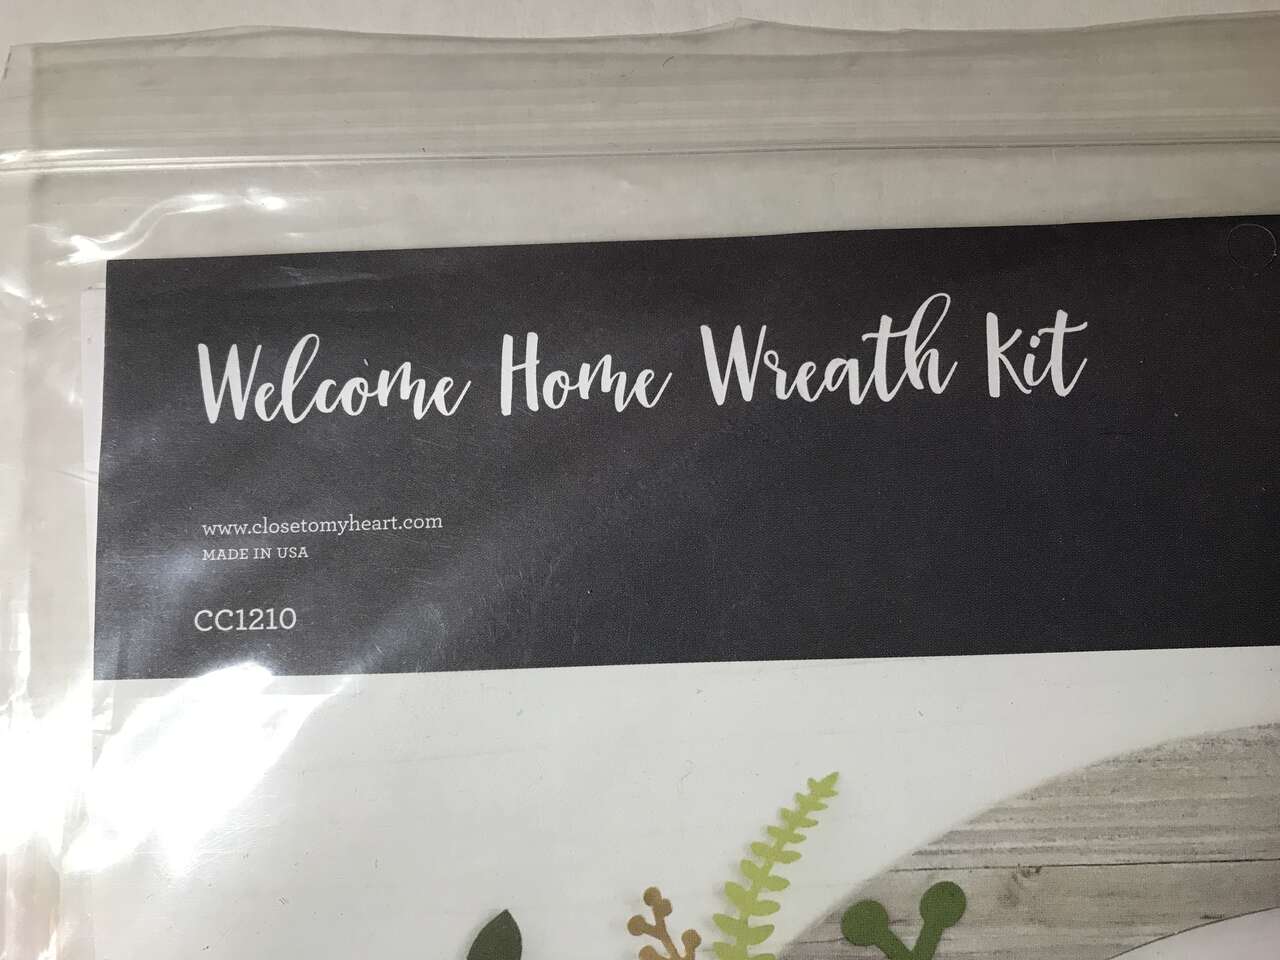 Welcome Home Wreath Kit
www.closetomyheart.com
MADE IN USA
CC1210